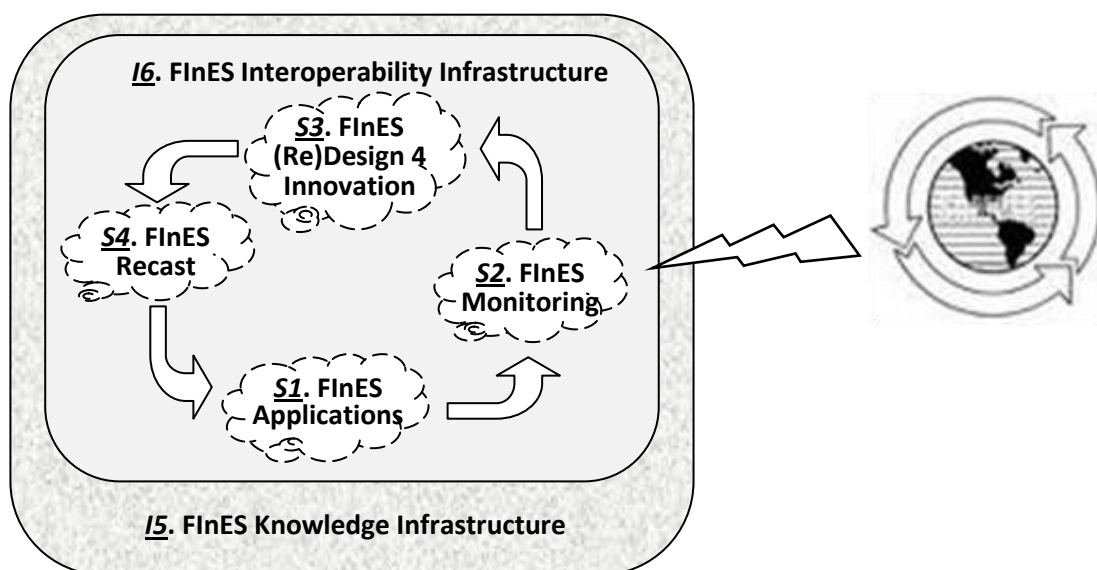 I6. FInES Interoperability Infrastructure
S3. FInES
(Re)Design 4
Innovation
S4. FInES
Recast
S2. FInES
Monitoring
S1. FInES
Applications
I5. FInES Knowledge Infrastructure